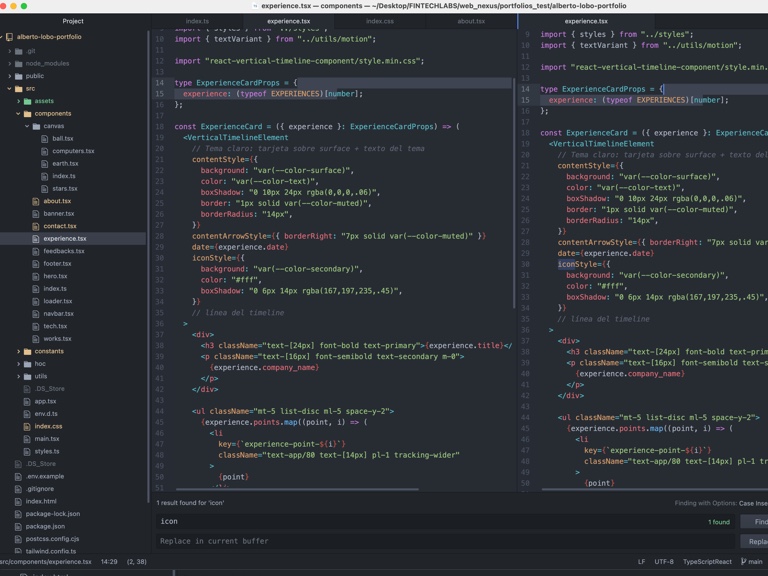 experience.tsx — components — ~/Desktop/FINTECHLABS/web_nexus/portfolios_test/alberto-lobo-portfolio
Project
alberto-lobo-portfolio
.git
node_modules
public
src
assets
components
canvas
ball.tsx
computers.tsx
earth.tsx
index.ts
stars.tsx
about.tsx
banner.tsx
contact.tsx
experience.tsx
feedbacks.tsx
footer.tsx
hero.tsx
index.ts
loader.tsx
navbar.tsx
tech.tsx
works.tsx
constants
hoc
utils
.DS_Store
app.tsx
env.d.ts
index.css
main.tsx
styles.ts
.DS_Store
.env.example
.gitignore
index.html
package-lock.json
package.json
postcss.config.cjs
tailwind.config.ts
index.ts
experience.tsx
index.css
about.tsx
10 import { textVariant } from "../utils/motion";
11
12 import "react-vertical-timeline-component/style.min.css";
13
14 type ExperienceCardProps = {
15 experience: (typeof EXPERIENCES)[number];
16 };
17
18 const ExperienceCard = ({ experience }: ExperienceCardProps) => (
19 <VerticalTimelineElement
20 // Tema claro: tarjeta sobre surface + texto del tema
21 contentStyle={{
22 background: "var(--color-surface)",
23 color: "var(--color-text)",
24 boxShadow: "0 10px 24px rgba(0,0,0,.06)",
25 border: "1px solid var(--color-muted)",
26 borderRadius: "14px",
27 }}
28 contentArrowStyle={{ borderRight: "7px solid var(--color-muted)" }}
29 date={experience.date}
30 iconStyle={{
31 background: "var(--color-secondary)",
32 color: "#fff",
33 boxShadow: "0 6px 14px rgba(167,197,235,.45)",
34 }}
35 // línea del timeline
36 >
37 <div>
38 <h3 className="text-[24px] font-bold text-primary">{experience.title}</
39 <p className="text-[16px] font-semibold text-secondary m-0">
40 {experience.company_name}
41 </p>
42 </div>
43
44 <ul className="mt-5 list-disc ml-5 space-y-2">
45 {experience.points.map((point, i) => (
46 <li
47 key={`experience-point-${i}`}
48 className="text-app/80 text-[14px] pl-1 tracking-wider"
49 >
50 {point}
51
experience.tsx
9 import { styles } from "../styles";
10 import { textVariant } from "../utils/motion";
11
12 import "react-vertical-timeline-component/style.min.
13
14 type ExperienceCardProps = {
15 experience: (typeof EXPERIENCES)[number];
16 };
17
18 const ExperienceCard = ({ experience }: ExperienceCa
19 <VerticalTimelineElement
20 // Tema claro: tarjeta sobre surface + texto del
21 contentStyle={{
22 background: "var(--color-surface)",
23 color: "var(--color-text)",
24 boxShadow: "0 10px 24px rgba(0,0,0,.06)",
25 border: "1px solid var(--color-muted)",
26 borderRadius: "14px",
27 }}
28 contentArrowStyle={{ borderRight: "7px solid var
29 date={experience.date}
30 iconStyle={{
31 background: "var(--color-secondary)",
32 color: "#fff",
33 boxShadow: "0 6px 14px rgba(167,197,235,.45)",
34 }}
35 // línea del timeline
36 >
37 <div>
38 <h3 className="text-[24px] font-bold text-prim
39 <p className="text-[16px] font-semibold text-s
40 {experience.company_name}
41 </p>
42 </div>
43
44 <ul className="mt-5 list-disc ml-5 space-y-2">
45 {experience.points.map((point, i) => (
46 <li
47 key={`experience-point-${i}`}
48 className="text-app/80 text-[14px] pl-1 tr
49 >
50 {point}
1 result found for 'icon'
Finding with Options: Case Inse
icon
1 found
Find
Replace in current buffer
Replac
src/components/experience.tsx 14:29 (2, 38)
LF UTF-8 TypeScriptReact main